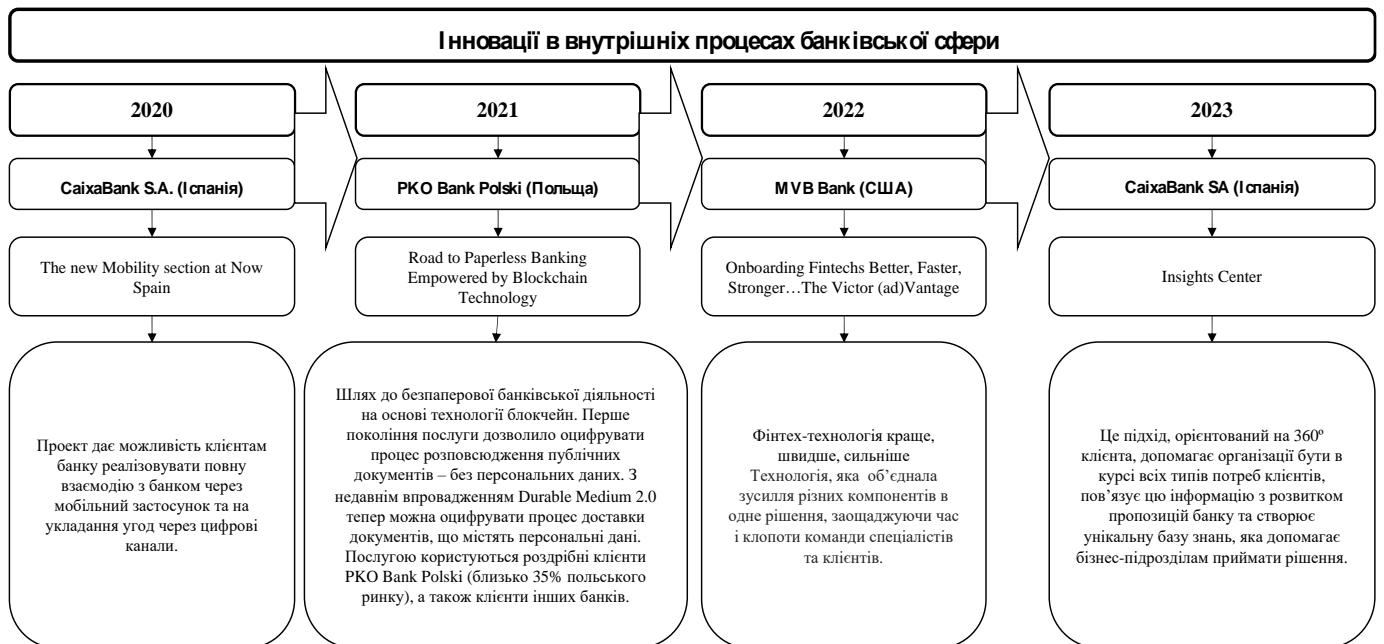 Інновації в внутрішніх процесах банківської сфери
2020
2021
2022
2023
CaixaBank S.A. (Іспанія)
PKO Bank Polski (Польща)
MVB Bank (США)
CaixaBank SA (Іспанія)
The new Mobility section at Now
Spain
Road to Paperless Banking
Empowered by Blockchain
Technology
Onboarding Fintechs Better, Faster,
Stronger…The Victor (ad)Vantage
Insights Center
Проект дає можливість клієнтам
банку реалізовувати повну
взаємодію з банком через
мобільний застосунок та на
укладання угод через цифрові
канали.
Шлях до безпаперової банківської діяльності
на основі технології блокчейн. Перше
покоління послуги дозволило оцифрувати
процес розповсюдження публічних
документів – без персональних даних. З
недавнім впровадженням Durable Medium 2.0
тепер можна оцифрувати процес доставки
документів, що містять персональні дані.
Послугою користуються роздрібні клієнти
PKO Bank Polski (близько 35% польського
ринку), а також клієнти інших банків.
Фінтех-технологія краще,
швидше, сильніше
Технологія, яка об’єднала
зусилля різних компонентів в
одне рішення, заощаджуючи час
і клопоти команди спеціалістів
та клієнтів.
Це підхід, орієнтований на 360º
клієнта, допомагає організації бути в
курсі всіх типів потреб клієнтів,
пов’язує цю інформацію з розвитком
пропозицій банку та створює
унікальну базу знань, яка допомагає
бізнес-підрозділам приймати рішення.